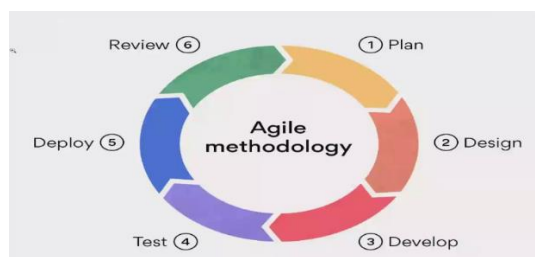 Review 6
1 Plan
Agile
methodology
Deploy 5
2 Design
Test 4
3 Develop